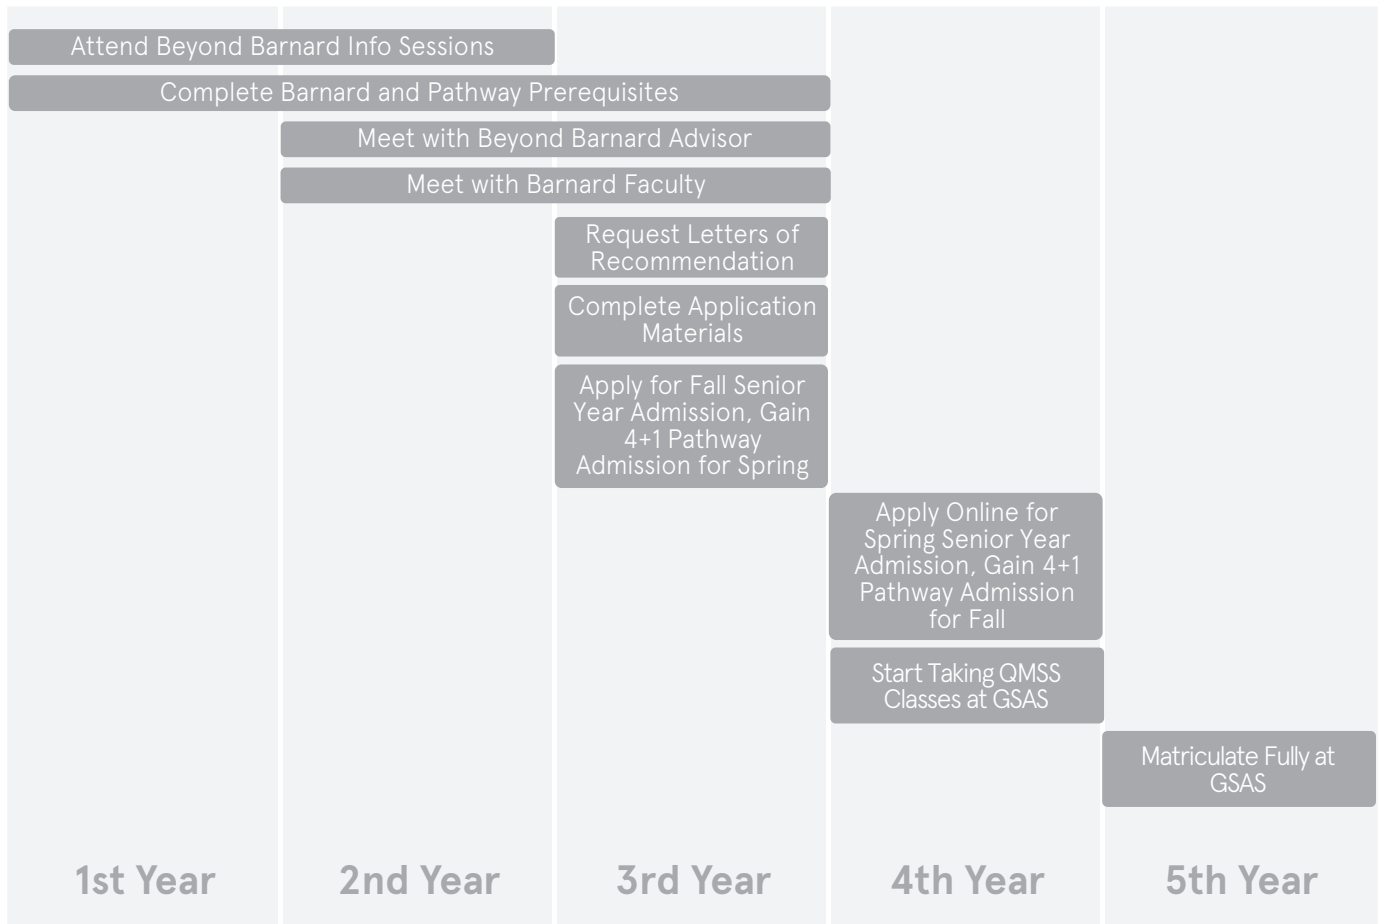 Attend Beyond Barnard Info Sessions
Complete Barnard and Pathway Prerequisites
Meet with Beyond Barnard Advisor
Meet with Barnard Faculty
Request Letters of
Recommendation
Complete Application
Materials
Apply for Fall Senior
Year Admission, Gain
4+1 Pathway
Admission for Spring
Apply Online for
Spring Senior Year
Admission, Gain 4+1
Pathway Admission
for Fall
Start Taking QMSS
Classes at GSAS
Matriculate Fully at
GSAS
1st Year
2nd Year
3rd Year
4th Year
5th Year